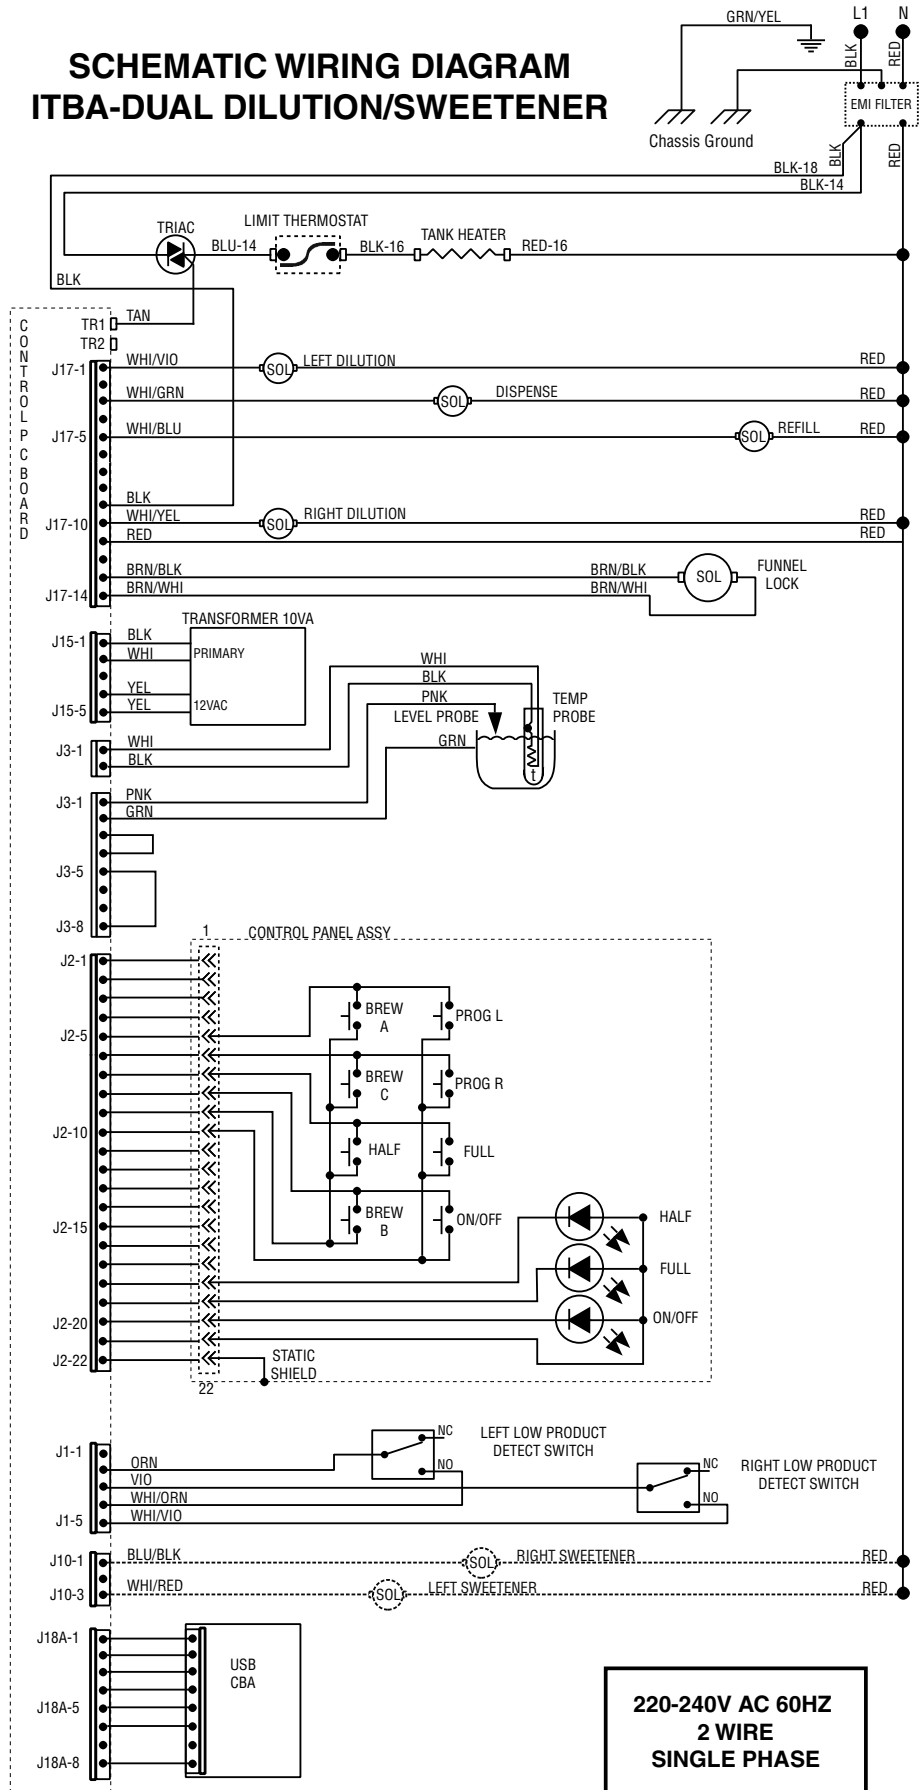 GRN/YEL
L1
N
BLK
RED
SCHEMATIC WIRING DIAGRAM
ITBA-DUAL DILUTION/SWEETENER
EMI FILTER
Chassis Ground
BLK
RED
BLK-18
BLK-14
TRIAC
LIMIT THERMOSTAT
BLU-14
BLK-16
TANK HEATER
RED-16
BLK
CONTROL PC BOARD
TR1
TAN
TR2
J17-1
WHI/VIO
SOL
LEFT DILUTION
RED
WHI/GRN
SOL
DISPENSE
RED
J17-5
WHI/BLU
SOL
REFILL
RED
BLK
J17-10
WHI/YEL
SOL
RIGHT DILUTION
RED
RED
RED
BRN/BLK
BRN/BLK
SOL
FUNNEL
LOCK
J17-14
BRN/WHI
BRN/WHI
TRANSFORMER 10VA
J15-1
BLK
WHI
PRIMARY
YEL
J15-5
YEL
12VAC
WHI
BLK
PNK
LEVEL PROBE
TEMP
PROBE
GRN
t
J3-1
WHI
BLK
J3-1
PNK
GRN
J3-5
J3-8
1
CONTROL PANEL ASSY
J2-1
J2-5
BREW
A
PROG L
BREW
C
PROG R
J2-10
HALF
FULL
BREW
B
ON/OFF
J2-15
HALF
FULL
J2-20
ON/OFF
J2-22
STATIC
SHIELD
22
J1-1
ORN
NC
NO
LEFT LOW PRODUCT
DETECT SWITCH
VIO
NC
NO
RIGHT LOW PRODUCT
DETECT SWITCH
WHI/ORN
J1-5
WHI/VIO
J10-1
BLU/BLK
SOL
RIGHT SWEETENER
RED
J10-3
WHI/RED
SOL
LEFT SWEETENER
RED
J18A-1
USB
CBA
J18A-5
J18A-8
220-240V AC 60HZ
2 WIRE
SINGLE PHASE